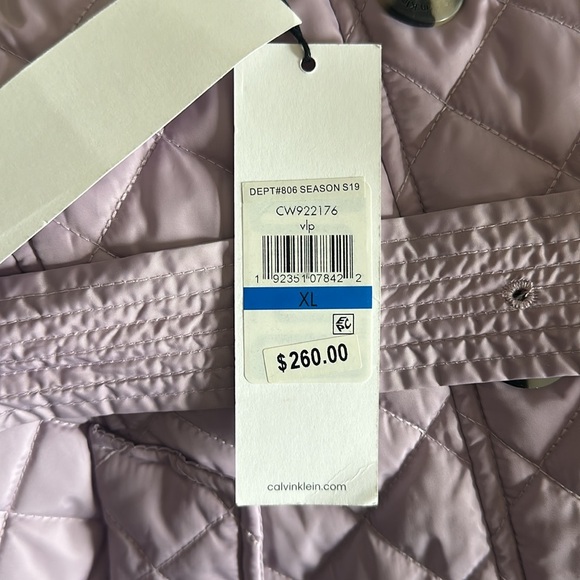 DEPT#806 SEASON S19
CW922176
vlp
1 92351 07842 2
XL
$260.00
calvinklein.com